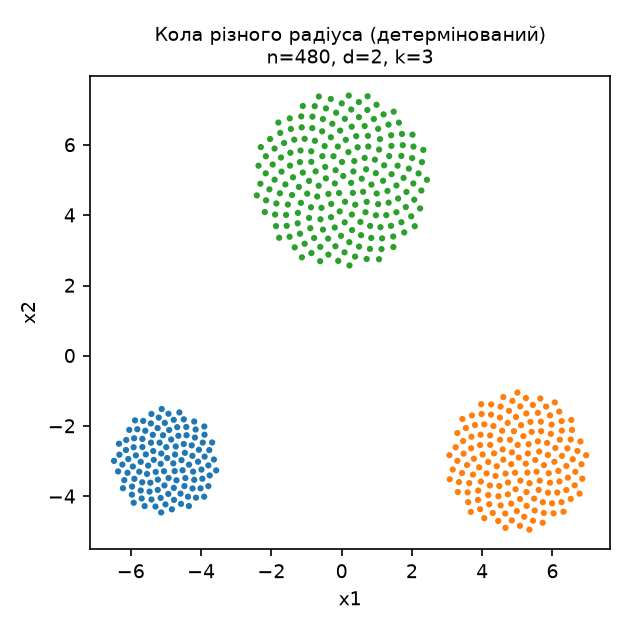 Кола різного радіуса (детермінований)
n=480, d=2, k=3
x2
6
4
2
0
−2
−4
−6 −4 −2 0 2 4 6
x1